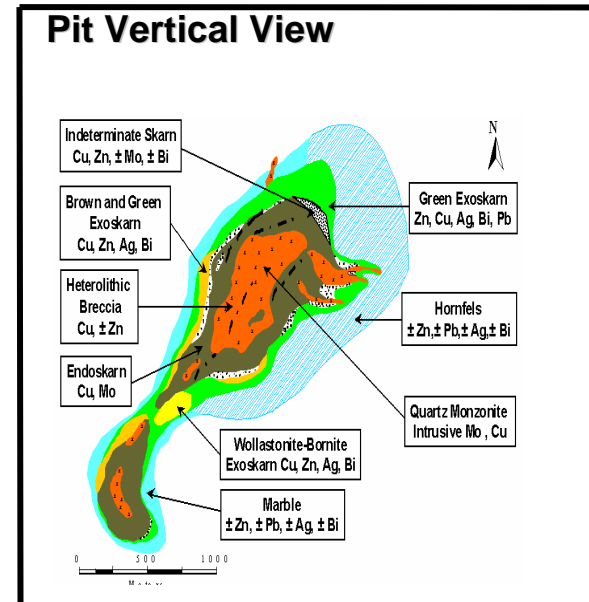 Pit Vertical View
Indeterminate Skarn
Cu, Zn, ± Mo, ± Bi
N
Brown and Green
Exoskarn
Cu, Zn, Ag, Bi
Green Exoskarn
Zn, Cu, Ag, Bi, Pb
Heterolithic
Breccia
Cu, ± Zn
Hornfels
± Zn,± Pb,± Ag,± Bi
Endoskarn
Cu, Mo
Quartz Monzonite
Intrusive Mo , Cu
Wollastonite-Bornite
Exoskarn Cu, Zn, Ag, Bi
Marble
± Zn, ± Pb, ± Ag, ± Bi
0 500 1000